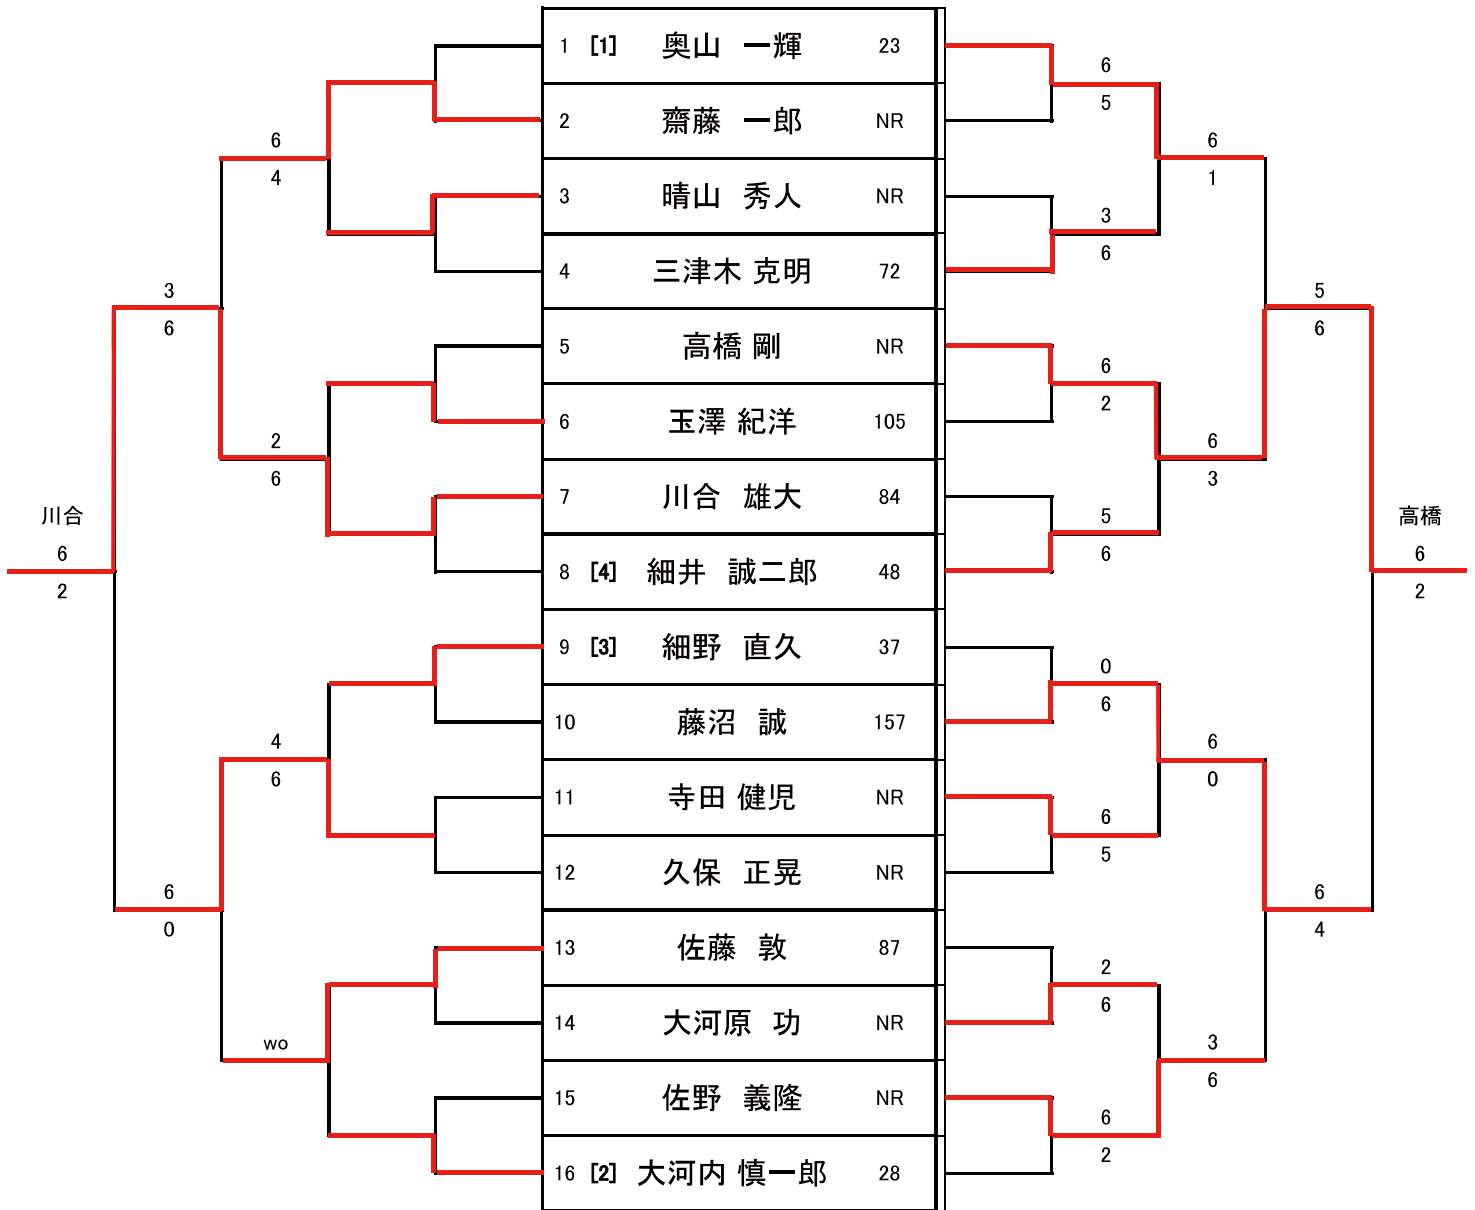 1 [1] 奥山 一輝 23
2 齋藤 一郎 NR
3 晴山 秀人 NR
4 三津木 克明 72
5 高橋 剛 NR
6 玉澤 紀洋 105
7 川合 雄大 84
8 [4] 細井 誠二郎 48
9 [3] 細野 直久 37
10 藤沼 誠 157
11 寺田 健児 NR
12 久保 正晃 NR
13 佐藤 敦 87
14 大河原 功 NR
15 佐野 義隆 NR
16 [2] 大河内 慎一郎 28
川合
6
2
3
6
6
0
6
4
2
6
4
6
wo
6
5
3
6
6
2
5
6
0
6
6
5
2
6
6
2
6
1
6
3
6
0
3
6
5
6
6
4
高橋
6
2